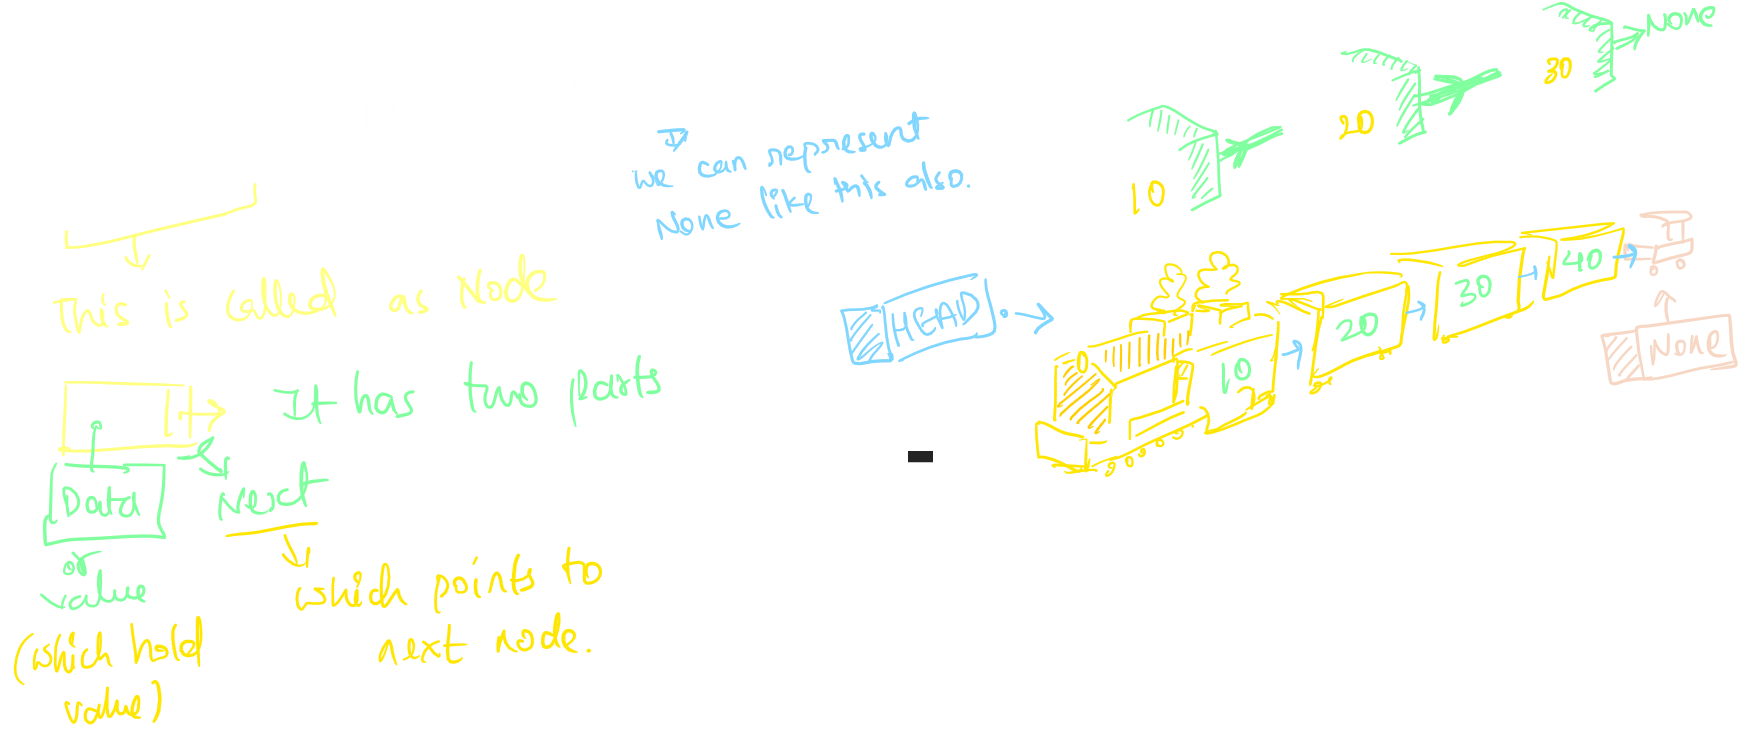 This is called as Node
It has two parts
Data
Next
or
value
(which hold
value)
which points to
next node.
we can represent
None like this also.
HEAD
10
20
30
None
10
20
30
40
None